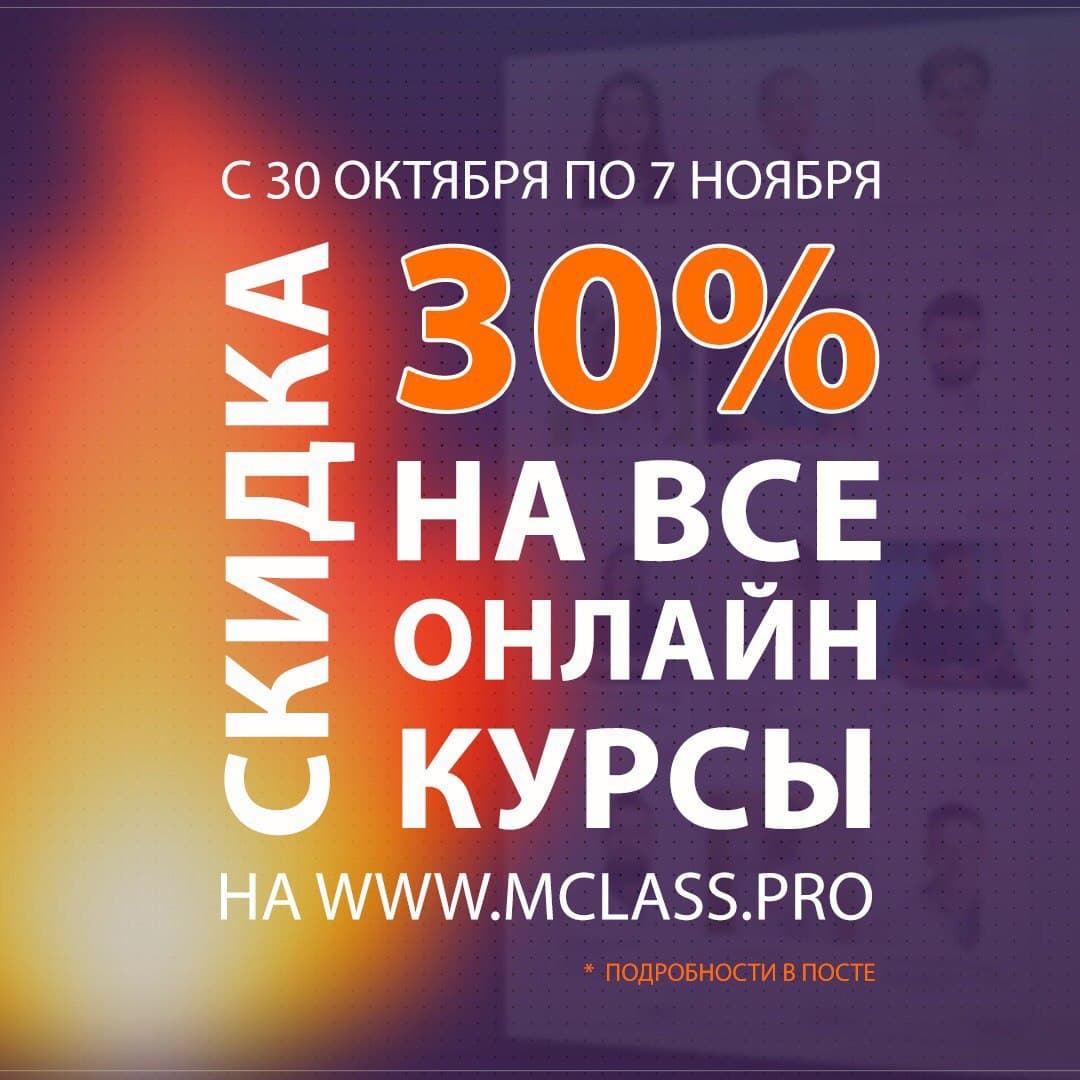 С 30 ОКТЯБРЯ ПО 7 НОЯБРЯ
СКИДКА
30%
НА ВСЕ
ОНЛАЙН
КУРСЫ
НА WWW.MCLASS.PRO
* ПОДРОБНОСТИ В ПОСТЕ